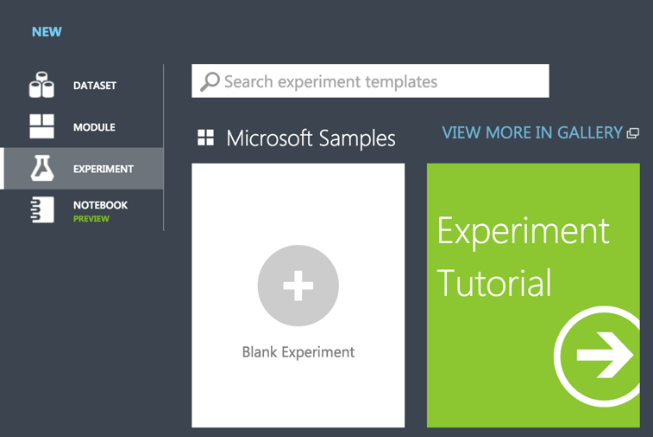 NEW
DATASET
MODULE
EXPERIMENT
NOTEBOOK
PREVIEW
Search experiment templates
Microsoft Samples
VIEW MORE IN GALLERY
Blank Experiment
Experiment
Tutorial